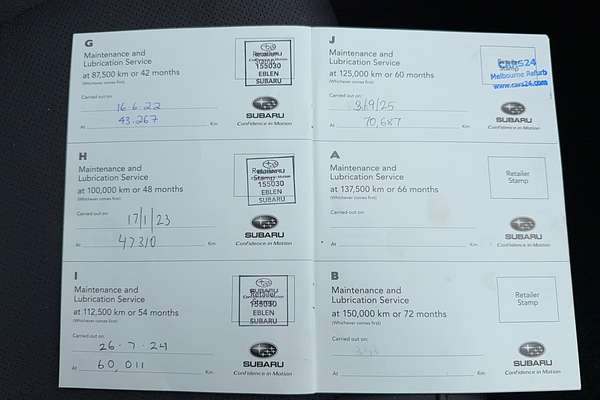 G
Maintenance and
Lubrication Service
at 87,500 km or 42 months
(Whichever comes first)
Carried out on:
16.6.22
At 43.267 Km
SUBARU
155030
EBLEN
SUBARU
SUBARU
Confidence in Motion
H
Maintenance and
Lubrication Service
at 100,000 km or 48 months
(Whichever comes first)
Carried out on:
17/1/23
At 47310 Km
Retailer
Stamp
SUBARU
155030
EBLEN
SUBARU
SUBARU
Confidence in Motion
I
Maintenance and
Lubrication Service
at 112,500 km or 54 months
(Whichever comes first)
Carried out on:
26.7.24
At 60,011 Km
SUBARU
155030
EBLEN
SUBARU
SUBARU
Confidence in Motion
J
Maintenance and
Lubrication Service
at 125,000 km or 60 months
(Whichever comes first)
Carried out on:
At Km
Retailer
Stamp
Cars24
Melbourne Refurb
www.cars24.com
SUBARU
Confidence in Motion
A
Maintenance and
Lubrication Service
at 137,500 km or 66 months
(Whichever comes first)
Carried out on:
At Km
Retailer
Stamp
SUBARU
Confidence in Motion
B
Maintenance and
Lubrication Service
at 150,000 km or 72 months
(Whichever comes first)
Carried out on:
At Km
Retailer
Stamp
SUBARU
Confidence in Motion